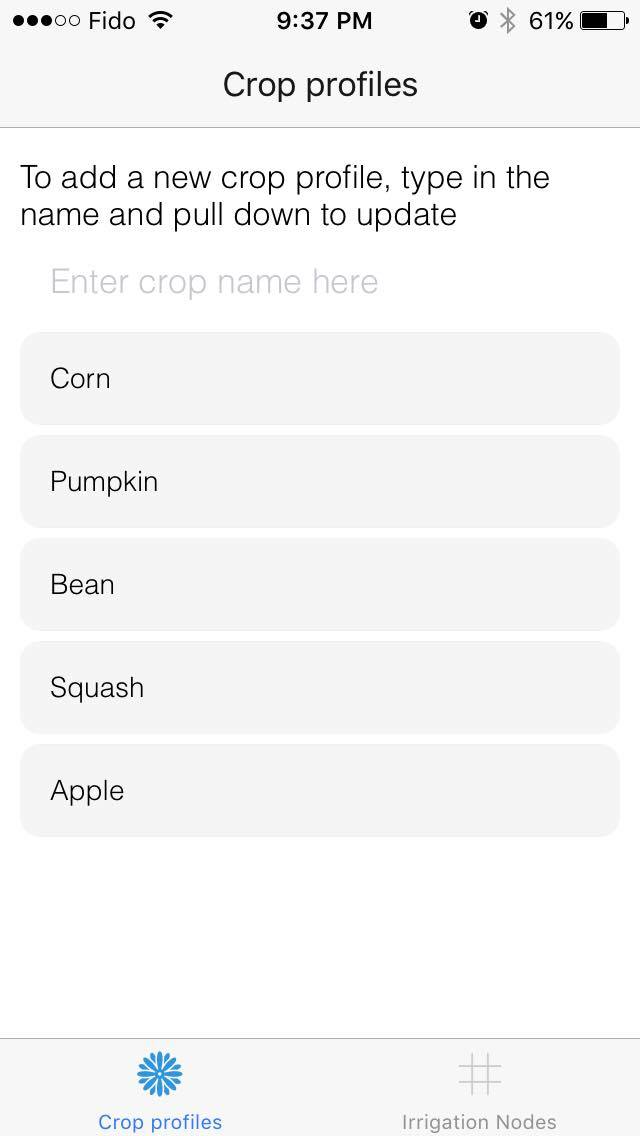 Fido 9:37 PM 61%
Crop profiles
To add a new crop profile, type in the
name and pull down to update
Enter crop name here
Corn
Pumpkin
Bean
Squash
Apple
Crop profiles Irrigation Nodes